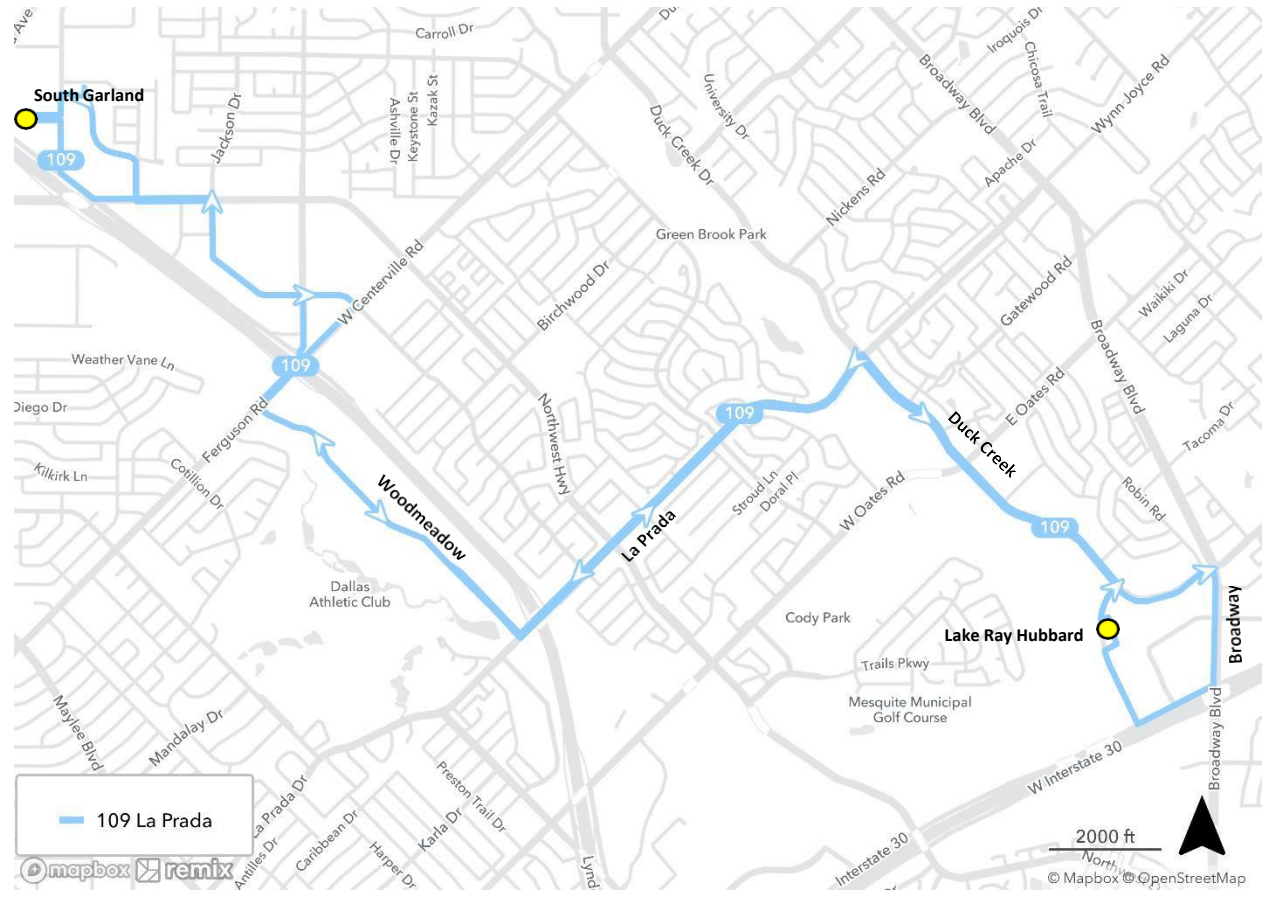 Carroll Dr
Iroquois Dr
Broadway Blvd
Chicosa Trail
Wynn Joyce Rd
South Garland
Ashville Dr
Keystone St
Kazak St
University Dr
Jackson Dr
Duck Creek Dr
109
Apache Dr
Nickens Rd
Green Brook Park
W Centerville Rd
Birchwood Dr
Gatewood Rd
Waikiki Dr
Laguna Dr
Weather Vane Ln
109
Broadway Blvd
Diego Dr
Ferguson Rd
Northwest Hwy
109
E Oates Rd
Duck Creek
Tacoma Dr
Kilkirk Ln
Cotillion Dr
Woodmeadow
Stroud Ln
Doral Pl
W Oates Rd
Robin Rd
La Prada
109
Dallas
Athletic Club
Cody Park
Lake Ray Hubbard
Broadway
Trails Pkwy
Maylee Blvd
Mandalay Dr
Mesquite Municipal
Golf Course
Broadway Blvd
W Interstate 30
109 La Prada
La Prada Dr
Preston Trail Dr
Caribbean Dr
Karla Dr
Harper Dr
Antilles Dr
Interstate 30
2000 ft
mapbox remix
© Mapbox © OpenStreetMap